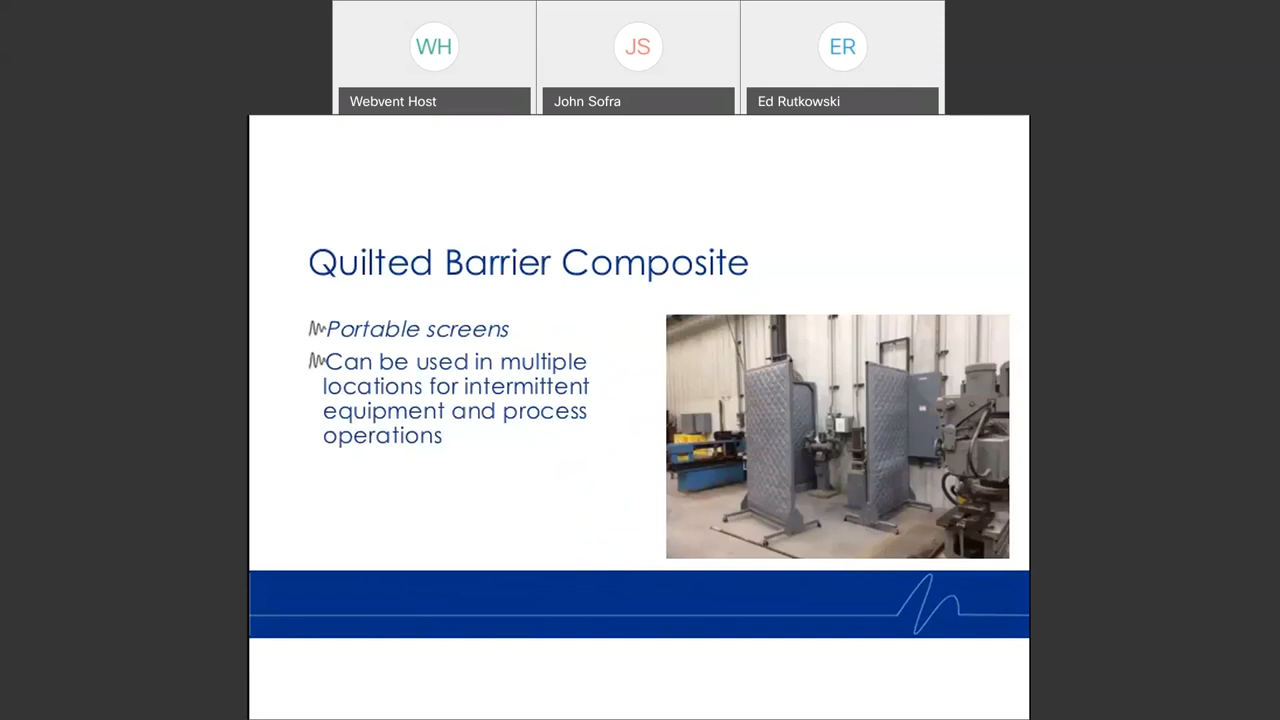 WH
JS
ER
Webvent Host
John Sofra
Ed Rutkowski
Quilted Barrier Composite
Portable screens
Can be used in multiple
locations for intermittent
equipment and process
operations